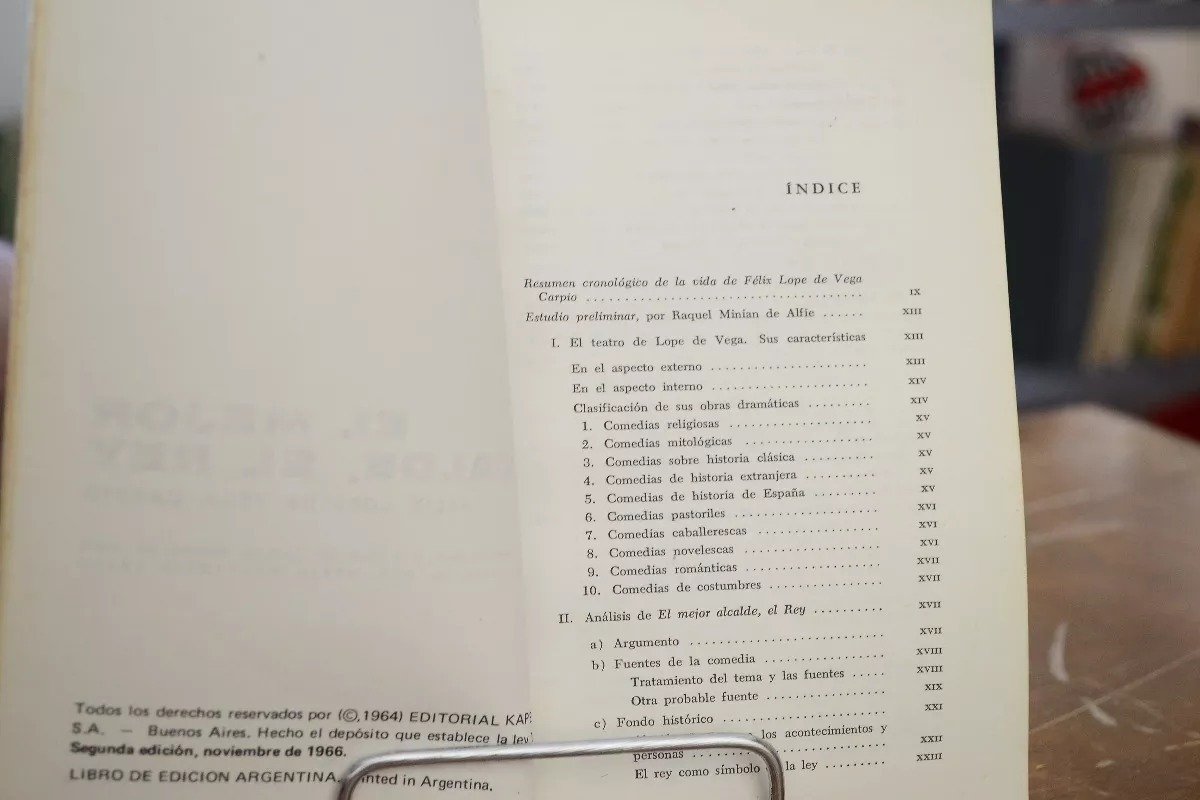 Todos los derechos reservados por (©, 1964) EDITORIAL
S.A. — Buenos Aires. Hecho el depósito que establece la ley
Segunda edición, noviembre de 1966.
LIBRO DE EDICION ARGENTINA. in Argentina.
ÍNDICE
Resumen cronológico de la vida de Félix Lope de Vega
Carpio ........................................ IX
Estudio preliminar, por Raquel Minian de Alfie ...... XIII
I. El teatro de Lope de Vega. Sus características XIII
En el aspecto externo ...................... XIII
En el aspecto interno ...................... XIV
Clasificación de sus obras dramáticas ......... XIV
1. Comedias religiosas .................... XV
2. Comedias mitológicas .................. XV
3. Comedias sobre historia clásica .......... XV
4. Comedias de historia extranjera ......... XV
5. Comedias de historia de España ......... XV
6. Comedias pastoriles .................... XVI
7. Comedias caballerescas ................. XVI
8. Comedias novelescas ................... XVI
9. Comedias románticas ................... XVII
10. Comedias de costumbres ............... XVII
II. Análisis de El mejor alcalde, el Rey .......... XVII
a) Argumento ........................... XVII
b) Fuentes de la comedia ................. XVIII
Tratamiento del tema y las fuentes ..... XVIII
Otra probable fuente ................. XIX
c) Fondo histórico ....................... XXI
los acontecimientos y
personas ........................... XXII
El rey como símbolo la ley ......... XXIII